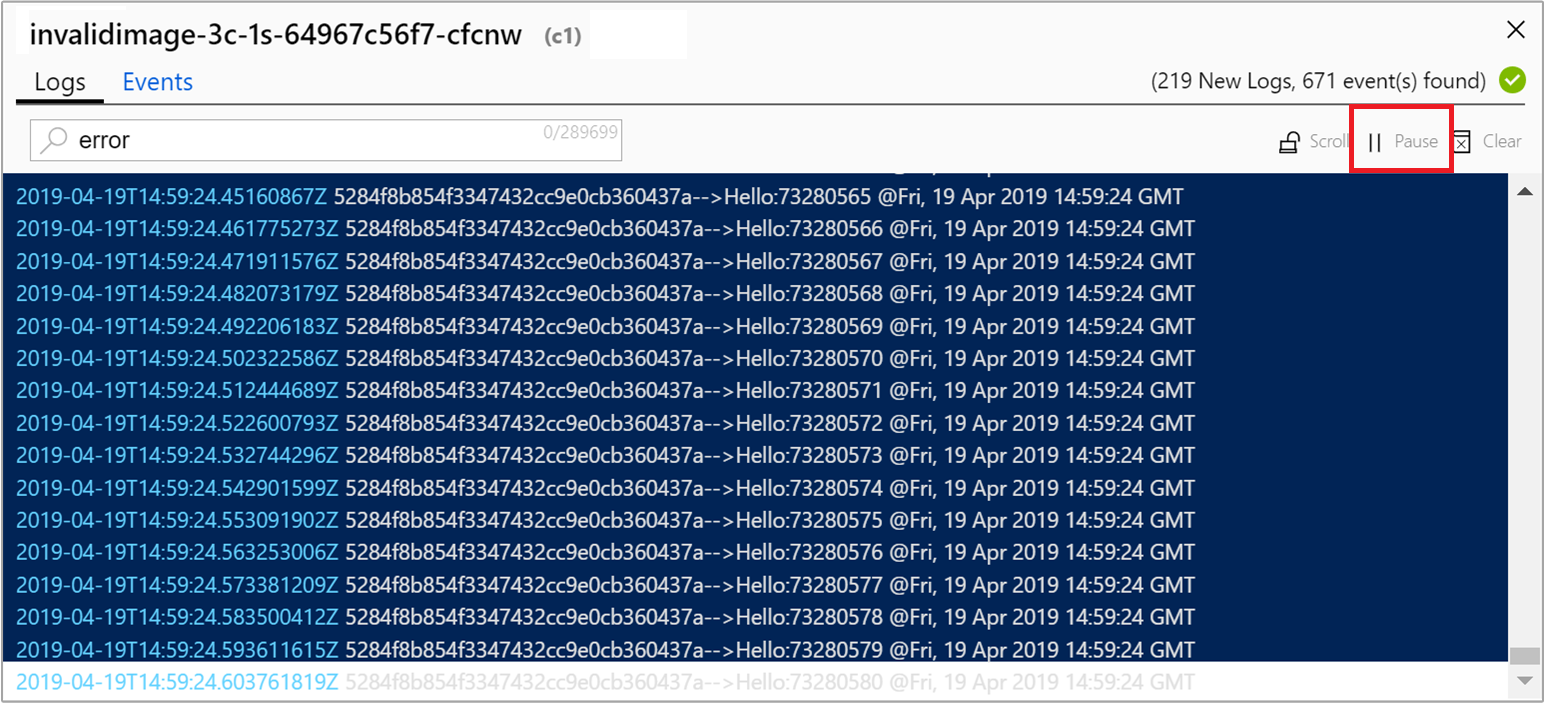 invalidimage-3c-1s-64967c56f7-cfcnw (c1)
Logs Events (219 New Logs, 671 event(s) found)
error 0/289699 Scroll Pause Clear
2019-04-19T14:59:24.45160867Z 5284f8b854f3347432cc9e0cb360437a-->Hello:73280565 @Fri, 19 Apr 2019 14:59:24 GMT
2019-04-19T14:59:24.461775273Z 5284f8b854f3347432cc9e0cb360437a-->Hello:73280566 @Fri, 19 Apr 2019 14:59:24 GMT
2019-04-19T14:59:24.471911576Z 5284f8b854f3347432cc9e0cb360437a-->Hello:73280567 @Fri, 19 Apr 2019 14:59:24 GMT
2019-04-19T14:59:24.482073179Z 5284f8b854f3347432cc9e0cb360437a-->Hello:73280568 @Fri, 19 Apr 2019 14:59:24 GMT
2019-04-19T14:59:24.492206183Z 5284f8b854f3347432cc9e0cb360437a-->Hello:73280569 @Fri, 19 Apr 2019 14:59:24 GMT
2019-04-19T14:59:24.502322586Z 5284f8b854f3347432cc9e0cb360437a-->Hello:73280570 @Fri, 19 Apr 2019 14:59:24 GMT
2019-04-19T14:59:24.512444689Z 5284f8b854f3347432cc9e0cb360437a-->Hello:73280571 @Fri, 19 Apr 2019 14:59:24 GMT
2019-04-19T14:59:24.522600793Z 5284f8b854f3347432cc9e0cb360437a-->Hello:73280572 @Fri, 19 Apr 2019 14:59:24 GMT
2019-04-19T14:59:24.532744296Z 5284f8b854f3347432cc9e0cb360437a-->Hello:73280573 @Fri, 19 Apr 2019 14:59:24 GMT
2019-04-19T14:59:24.542901599Z 5284f8b854f3347432cc9e0cb360437a-->Hello:73280574 @Fri, 19 Apr 2019 14:59:24 GMT
2019-04-19T14:59:24.553091902Z 5284f8b854f3347432cc9e0cb360437a-->Hello:73280575 @Fri, 19 Apr 2019 14:59:24 GMT
2019-04-19T14:59:24.563253006Z 5284f8b854f3347432cc9e0cb360437a-->Hello:73280576 @Fri, 19 Apr 2019 14:59:24 GMT
2019-04-19T14:59:24.573381209Z 5284f8b854f3347432cc9e0cb360437a-->Hello:73280577 @Fri, 19 Apr 2019 14:59:24 GMT
2019-04-19T14:59:24.583500412Z 5284f8b854f3347432cc9e0cb360437a-->Hello:73280578 @Fri, 19 Apr 2019 14:59:24 GMT
2019-04-19T14:59:24.593611615Z 5284f8b854f3347432cc9e0cb360437a-->Hello:73280579 @Fri, 19 Apr 2019 14:59:24 GMT
2019-04-19T14:59:24.603761819Z 5284f8b854f3347432cc9e0cb360437a-->Hello:73280580 @Fri, 19 Apr 2019 14:59:24 GMT